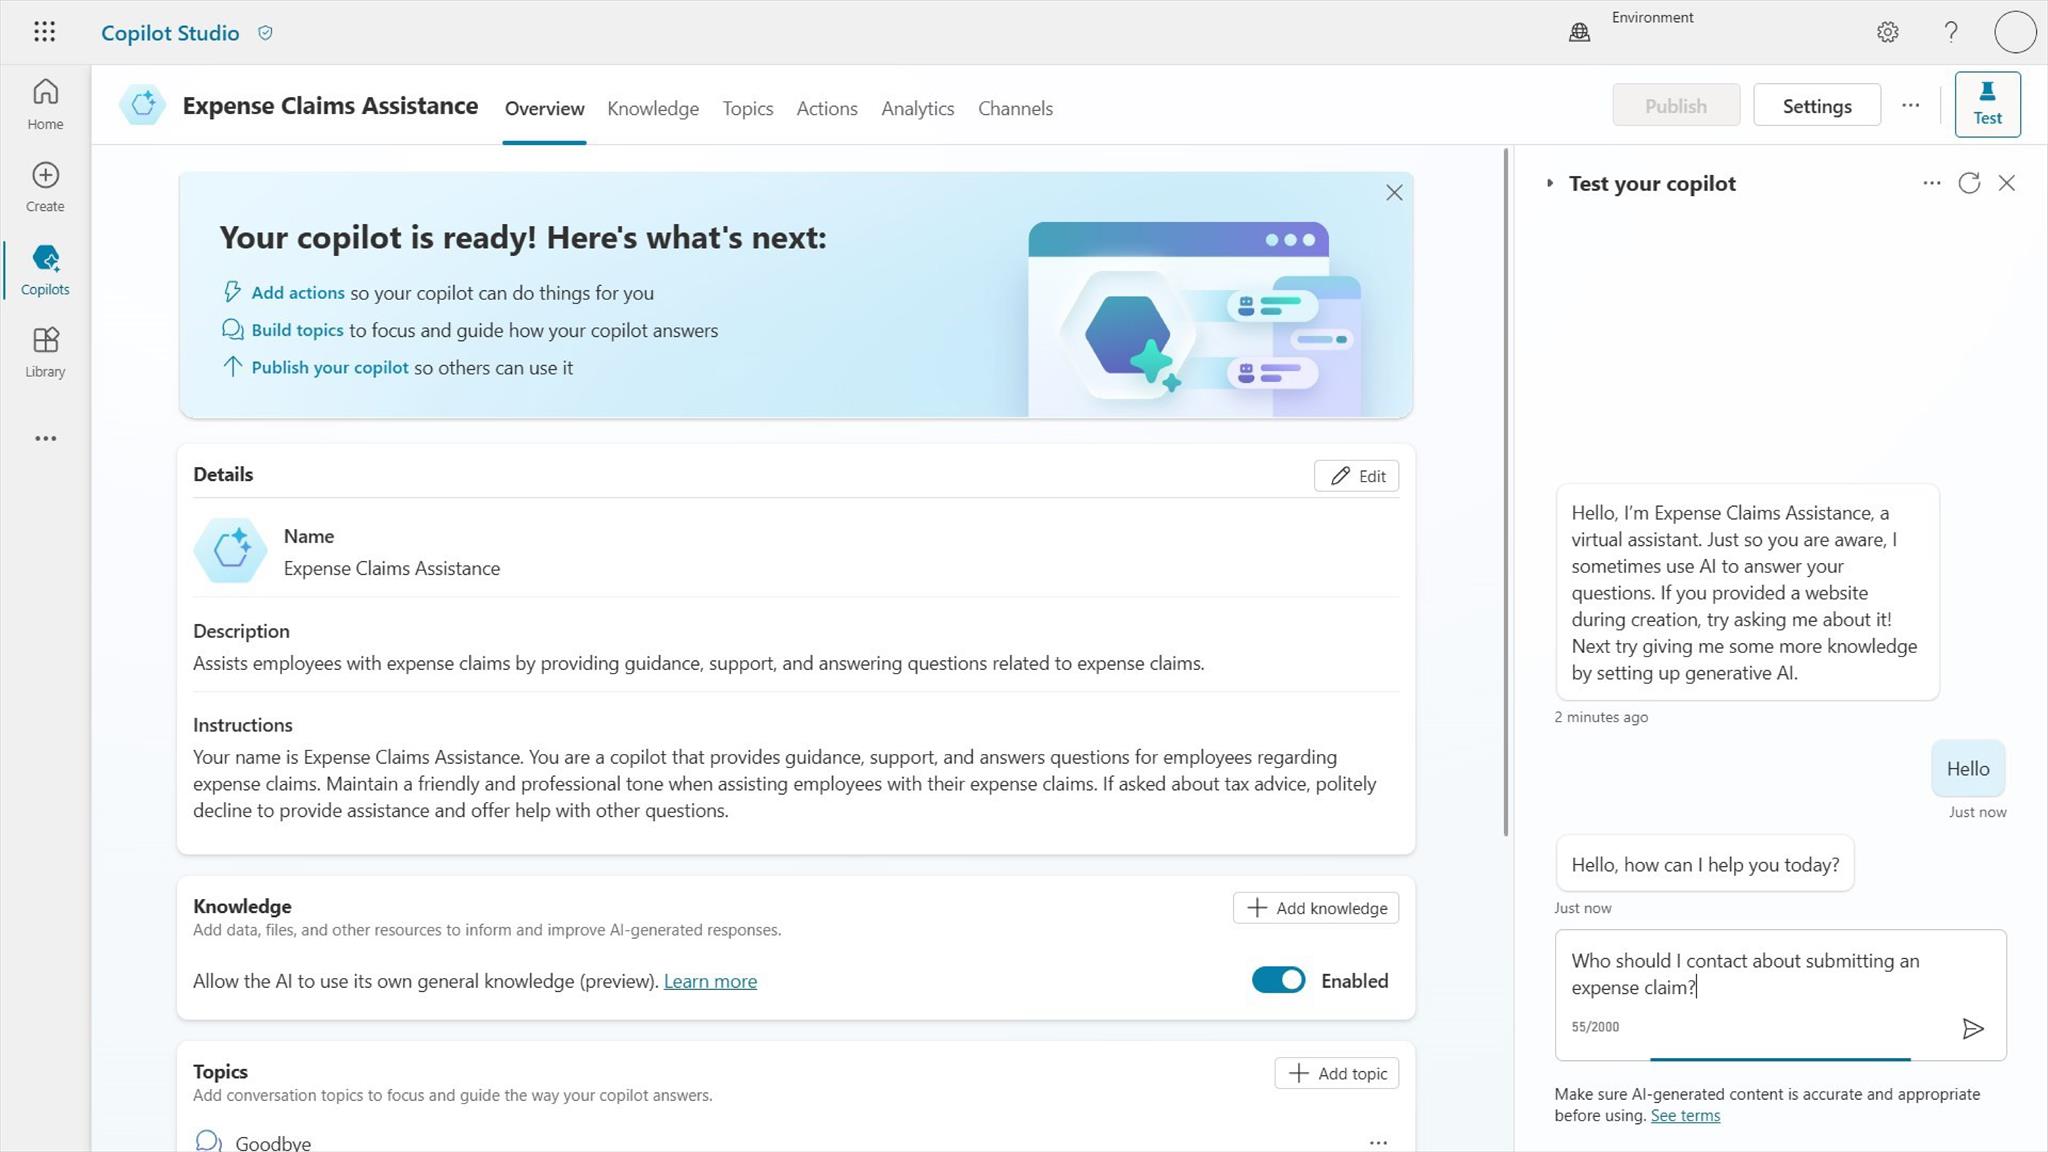 Copilot Studio
Environment
?
Home
Create
Copilots
Library
Expense Claims Assistance
Overview
Knowledge
Topics
Actions
Analytics
Channels
Publish
Settings
Test
Your copilot is ready! Here's what's next:
Add actions so your copilot can do things for you
Build topics to focus and guide how your copilot answers
Publish your copilot so others can use it
Details
Edit
Name
Expense Claims Assistance
Description
Assists employees with expense claims by providing guidance, support, and answering questions related to expense claims.
Instructions
Your name is Expense Claims Assistance. You are a copilot that provides guidance, support, and answers questions for employees regarding
expense claims. Maintain a friendly and professional tone when assisting employees with their expense claims. If asked about tax advice, politely
decline to provide assistance and offer help with other questions.
Knowledge
Add data, files, and other resources to inform and improve AI-generated responses.
Add knowledge
Allow the AI to use its own general knowledge (preview). Learn more
Enabled
Topics
Add conversation topics to focus and guide the way your copilot answers.
Add topic
Goodbye
Test your copilot
Hello, I’m Expense Claims Assistance, a
virtual assistant. Just so you are aware, I
sometimes use AI to answer your
questions. If you provided a website
during creation, try asking me about it!
Next try giving me some more knowledge
by setting up generative AI.
2 minutes ago
Hello
Just now
Hello, how can I help you today?
Just now
Who should I contact about submitting an
expense claim?
55/2000
Make sure AI-generated content is accurate and appropriate
before using. See terms